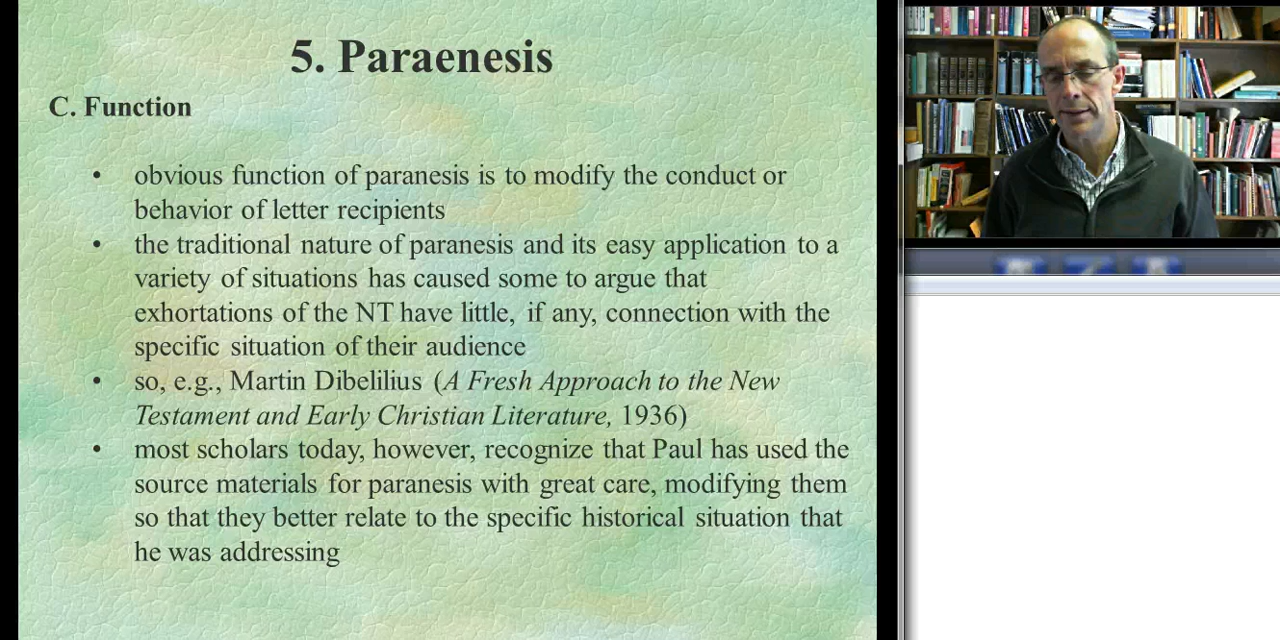 5. Paraenesis
C. Function
• obvious function of paranesis is to modify the conduct or
behavior of letter recipients
• the traditional nature of paranesis and its easy application to a
variety of situations has caused some to argue that
exhortations of the NT have little, if any, connection with the
specific situation of their audience
• so, e.g., Martin Dibelilius (A Fresh Approach to the New
Testament and Early Christian Literature, 1936)
• most scholars today, however, recognize that Paul has used the
source materials for paranesis with great care, modifying them
so that they better relate to the specific historical situation that
he was addressing